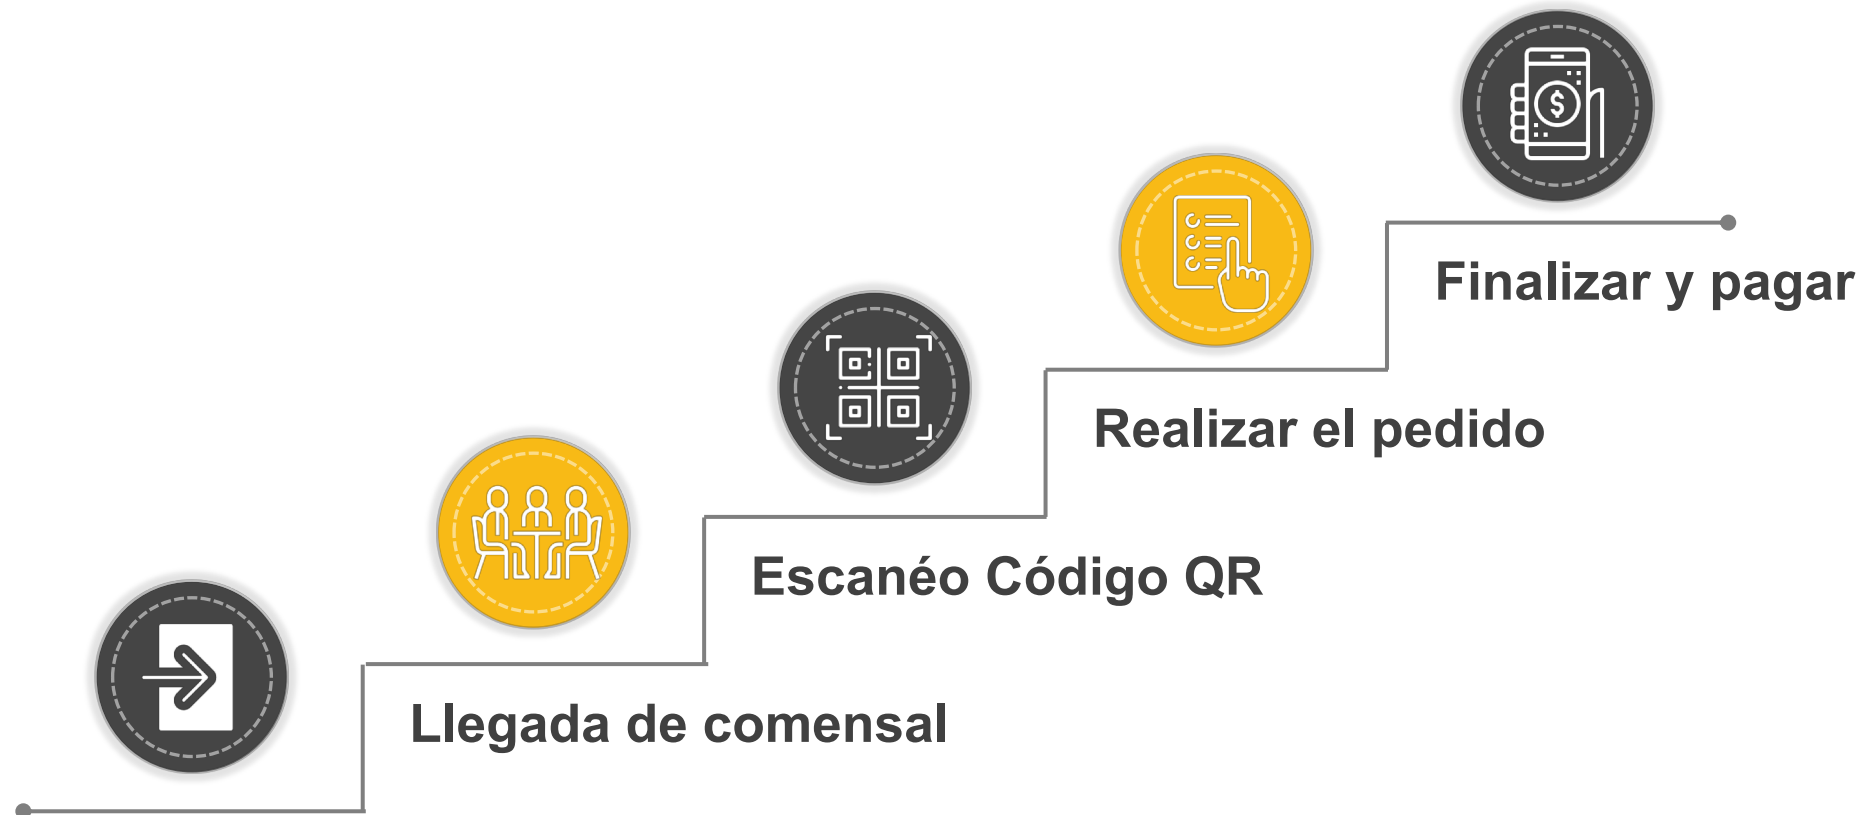 Finalizar y pagar
Realizar el pedido
Escanéo Código QR
Llegada de comensal